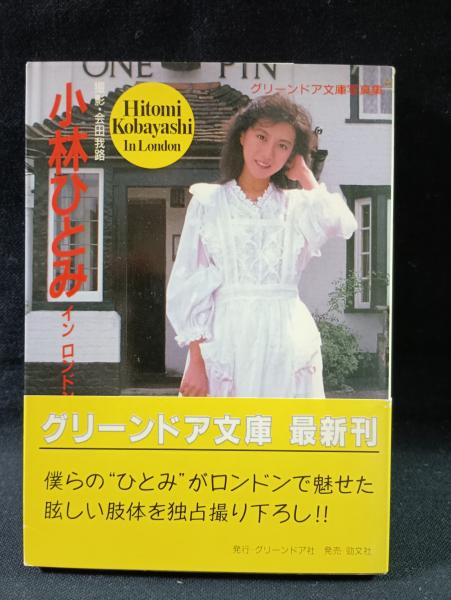 ONE PIN
グリーンドア文庫写真集
Hitomi
Kobayashi
In London
撮影・会田我路
小林ひとみ
イン ロンドン
グリーンドア文庫 最新刊
僕らの“ひとみ”がロンドンで魅せた
眩しい肢体を独占撮り下ろし!!
発行 グリーンドア社 発売 勁文社